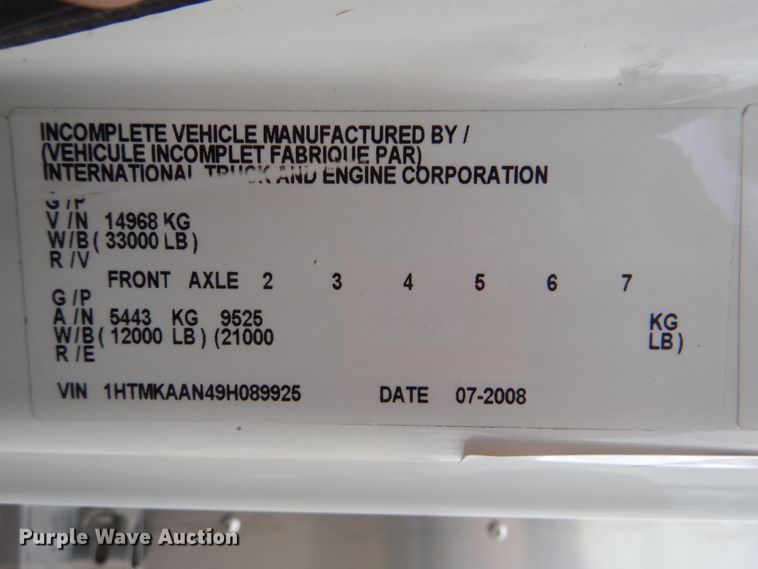 INCOMPLETE VEHICLE MANUFACTURED BY /
(VEHICULE INCOMPLET FABRIQUE PAR)
INTERNATIONAL TRUCK AND ENGINE CORPORATION
G /P
V /N 14968 KG
W/B( 33000 LB)
R /V
FRONT AXLE 2 3 4 5 6 7
G /P
A /N 5443 KG 9525 KG
W/B( 12000 LB) (21000 LB)
R /E
VIN 1HTMKAAN49H089925 DATE 07-2008
Purple Wave Auction